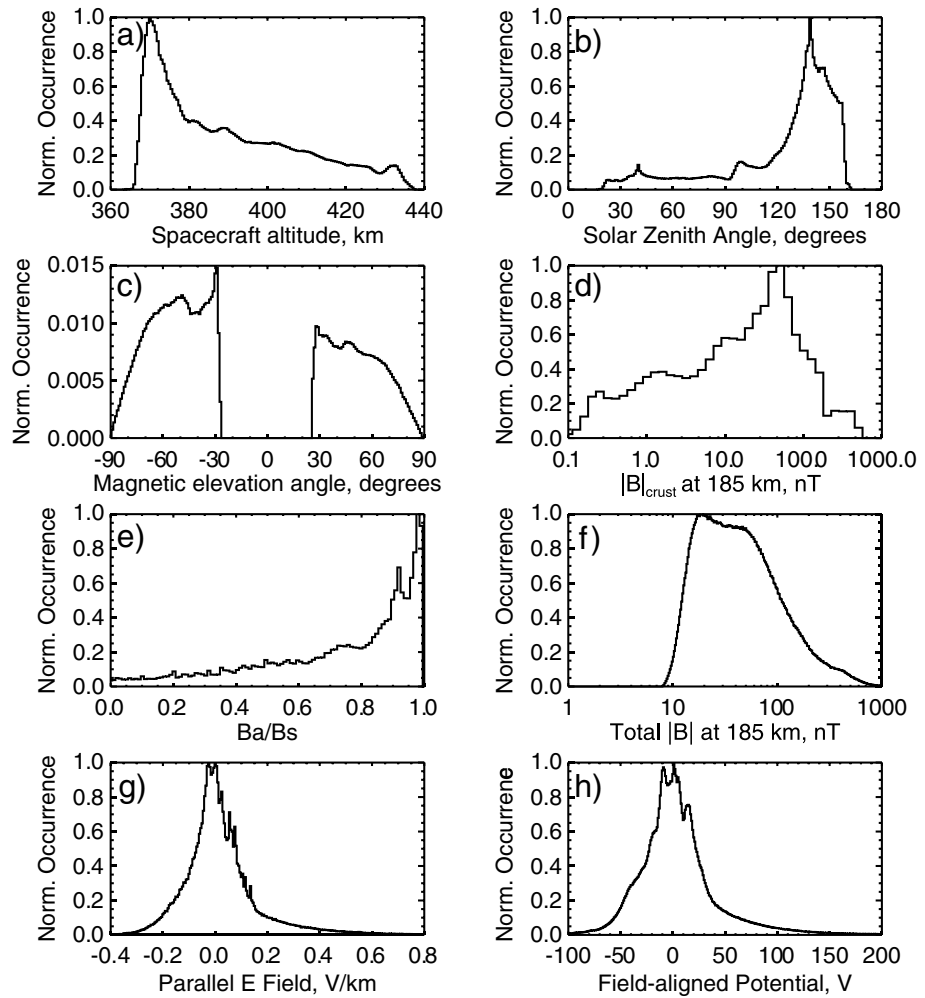 a)
Norm. Occurrence
1.0
0.8
0.6
0.4
0.2
0.0
360 380 400 420 440
Spacecraft altitude, km
b)
Norm. Occurrence
1.0
0.8
0.6
0.4
0.2
0.0
0 30 60 90 120 150 180
Solar Zenith Angle, degrees
c)
Norm. Occurrence
0.015
0.010
0.005
0.000
-90 -60 -30 0 30 60 90
Magnetic elevation angle, degrees
d)
Norm. Occurrence
1.0
0.8
0.6
0.4
0.2
0.0
0.1 1.0 10.0 100.0 1000.0
|B|crust at 185 km, nT
e)
Norm. Occurrence
1.0
0.8
0.6
0.4
0.2
0.0
0.0 0.2 0.4 0.6 0.8 1.0
Ba/Bs
f)
Norm. Occurrence
1.0
0.8
0.6
0.4
0.2
0.0
1 10 100 1000
Total |B| at 185 km, nT
g)
Norm. Occurrence
1.0
0.8
0.6
0.4
0.2
0.0
-0.4 -0.2 0.0 0.2 0.4 0.6 0.8
Parallel E Field, V/km
h)
Norm. Occurrene
1.0
0.8
0.6
0.4
0.2
0.0
-100 -50 0 50 100 150 200
Field-aligned Potential, V